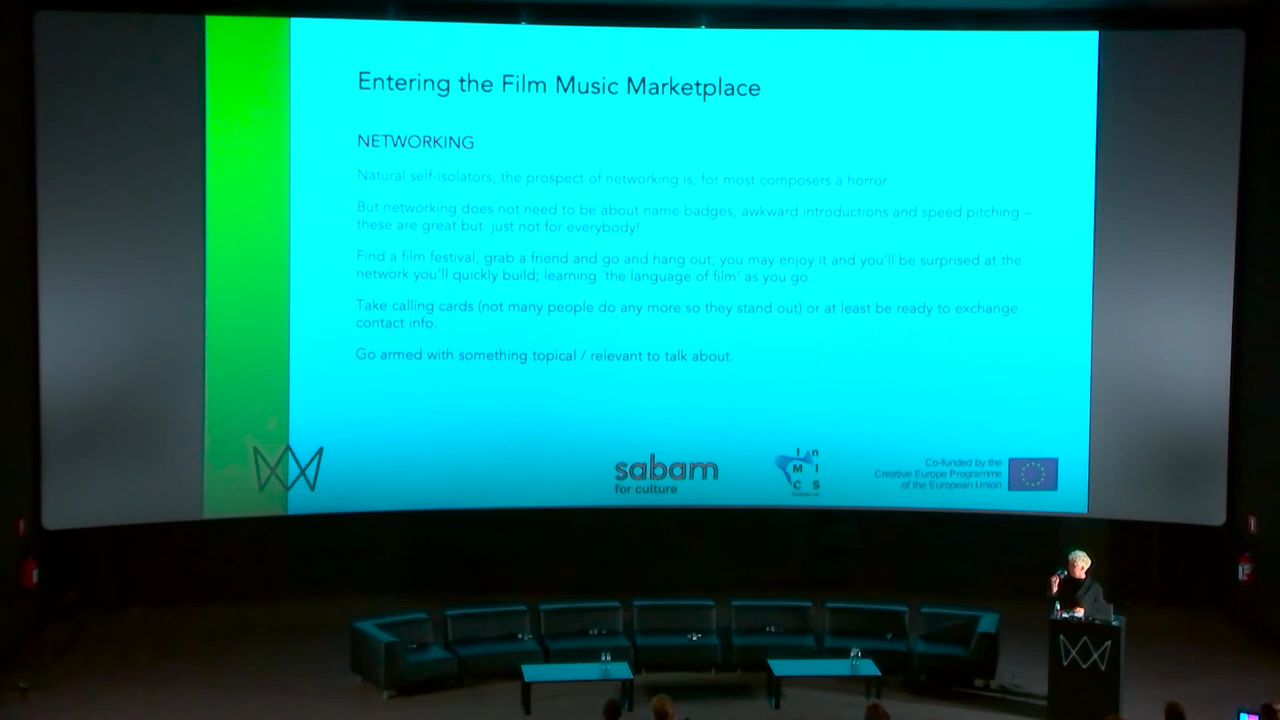 Entering the Film Music Marketplace
NETWORKING
Natural self-isolators, the prospect of networking is, for most composers a horror
But networking does not need to be about name badges, awkward introductions and speed pitching –
these are great but just not for everybody!
Find a film festival, grab a friend and go and hang out, you may enjoy it and you'll be surprised at the
network you'll quickly build; learning 'the language of film' as you go.
Take calling cards (not many people do any more so they stand out) or at least be ready to exchange
contact info.
Go armed with something topical / relevant to talk about.
sabam
for culture
I n
M I
C S
Co-funded by the
Creative Europe Programme
of the European Union